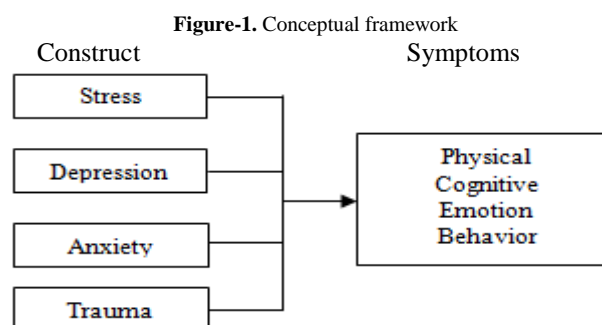 Figure-1. Conceptual framework
Construct Symptoms
Stress
Depression
Anxiety
Trauma
Physical
Cognitive
Emotion
Behavior